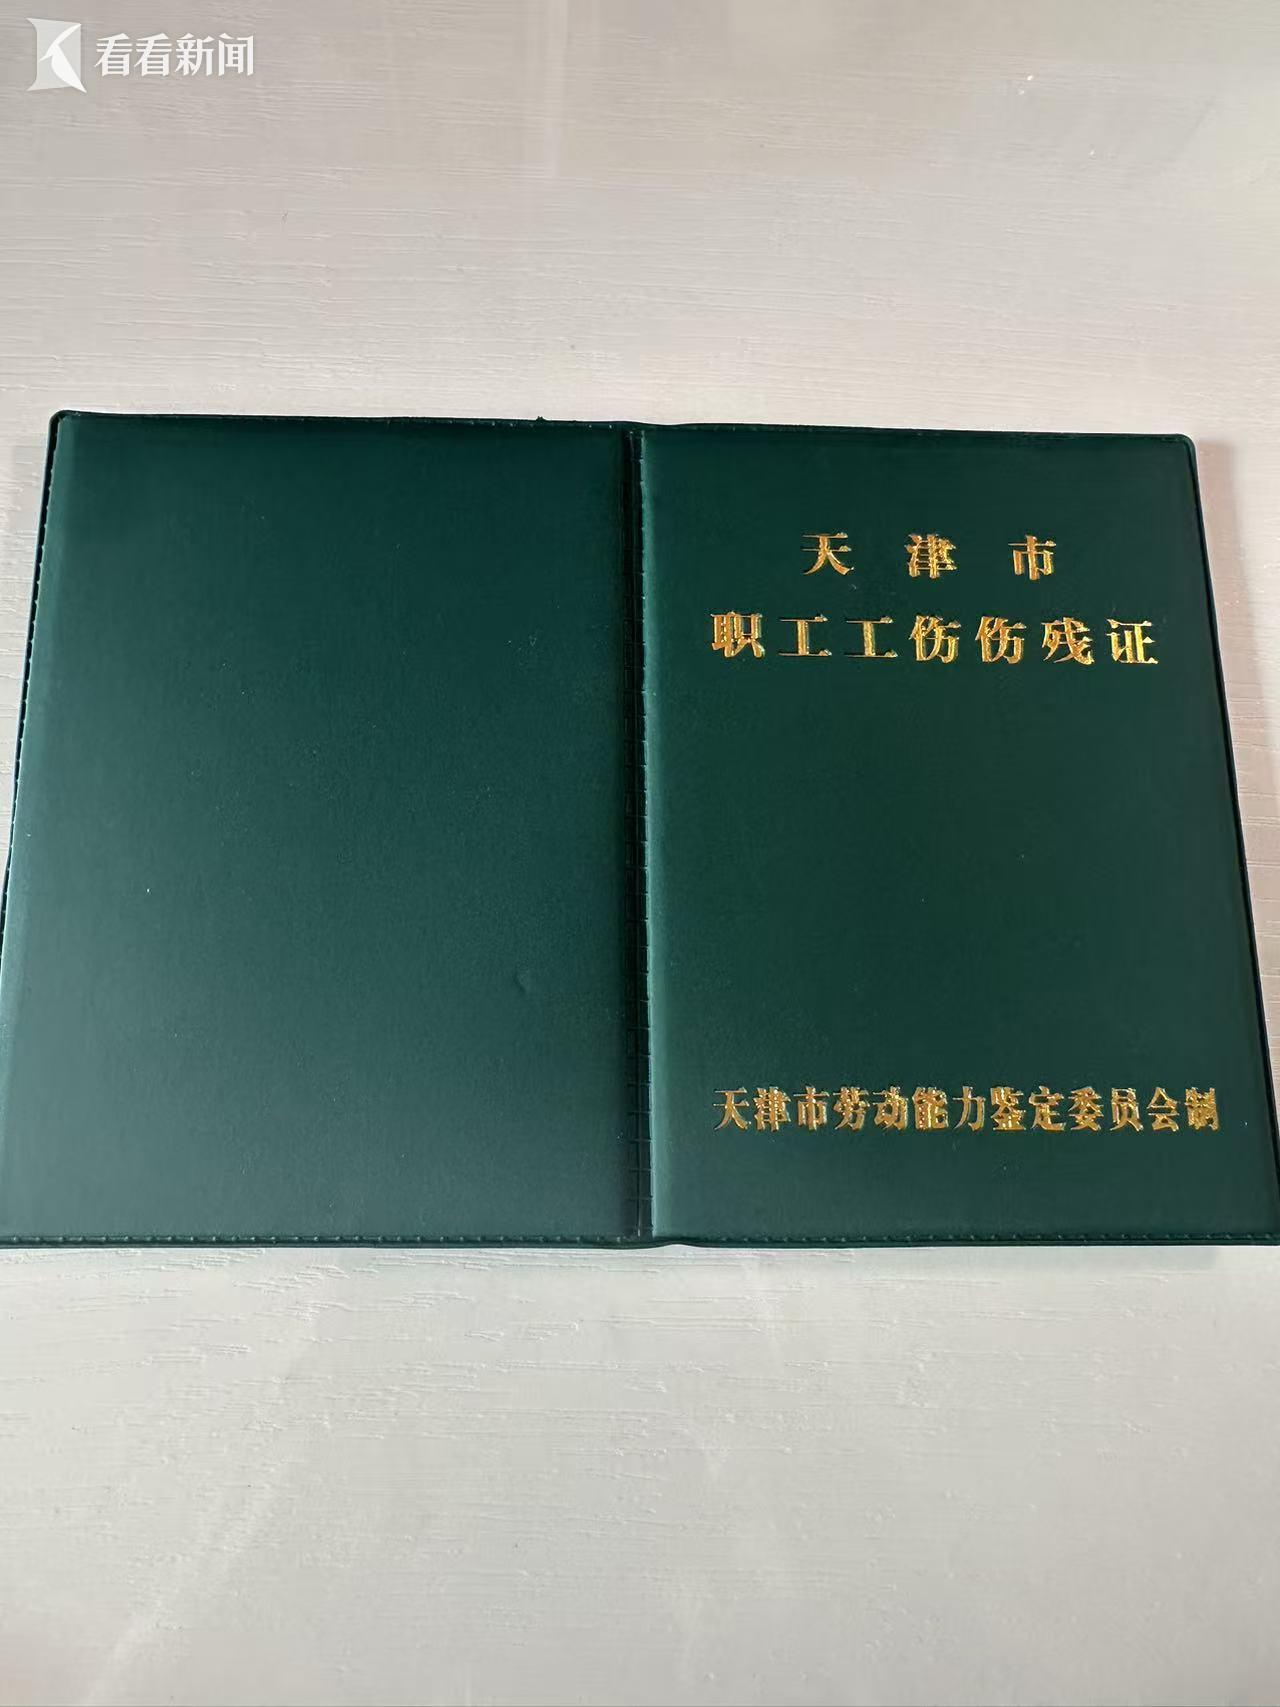 看看新闻
天津市
职工工伤伤残证
天津市劳动能力鉴定委员会制